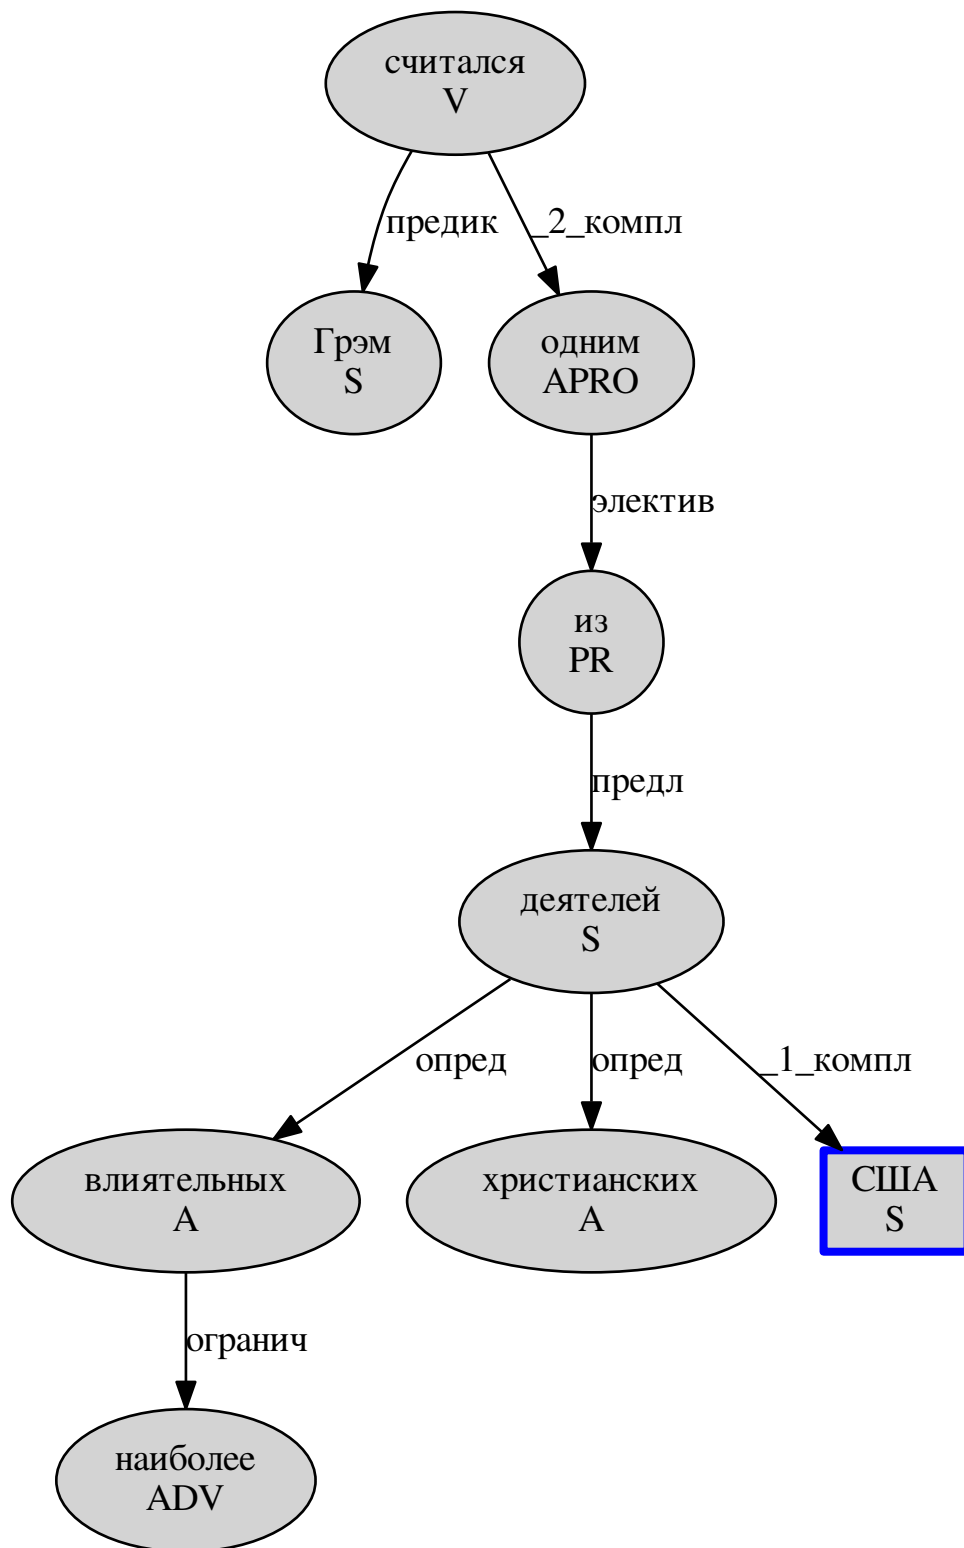 считался
V
предик
_2_компл
Грэм
S
одним
APRO
электив
из
PR
предл
деятелей
S
опред
опред
_1_компл
влиятельных
A
христианских
A
США
S
огранич
наиболее
ADV